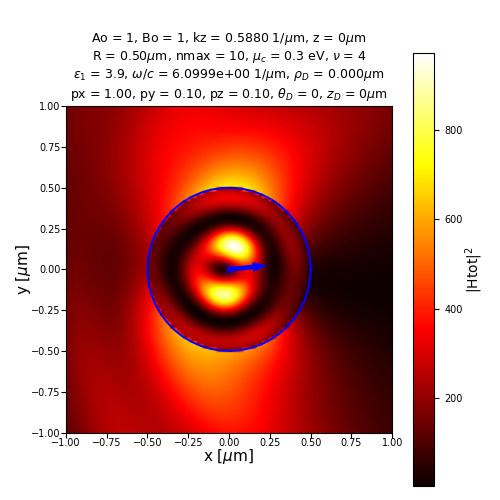 Ao = 1, Bo = 1, kz = 0.5880 1/μm, z = 0μm
R = 0.50μm, nmax = 10, μ_c = 0.3 eV, ν = 4
ε₁ = 3.9, ω/c = 6.0999e+00 1/μm, ρ_D = 0.000μm
px = 1.00, py = 0.10, pz = 0.10, θ_D = 0, z_D = 0μm
1.00
0.75
0.50
0.25
0.00
−0.25
−0.50
−0.75
−1.00
y [μm]
−1.00 −0.75 −0.50 −0.25 0.00 0.25 0.50 0.75 1.00
x [μm]
800
600
400
200
|Htot|²